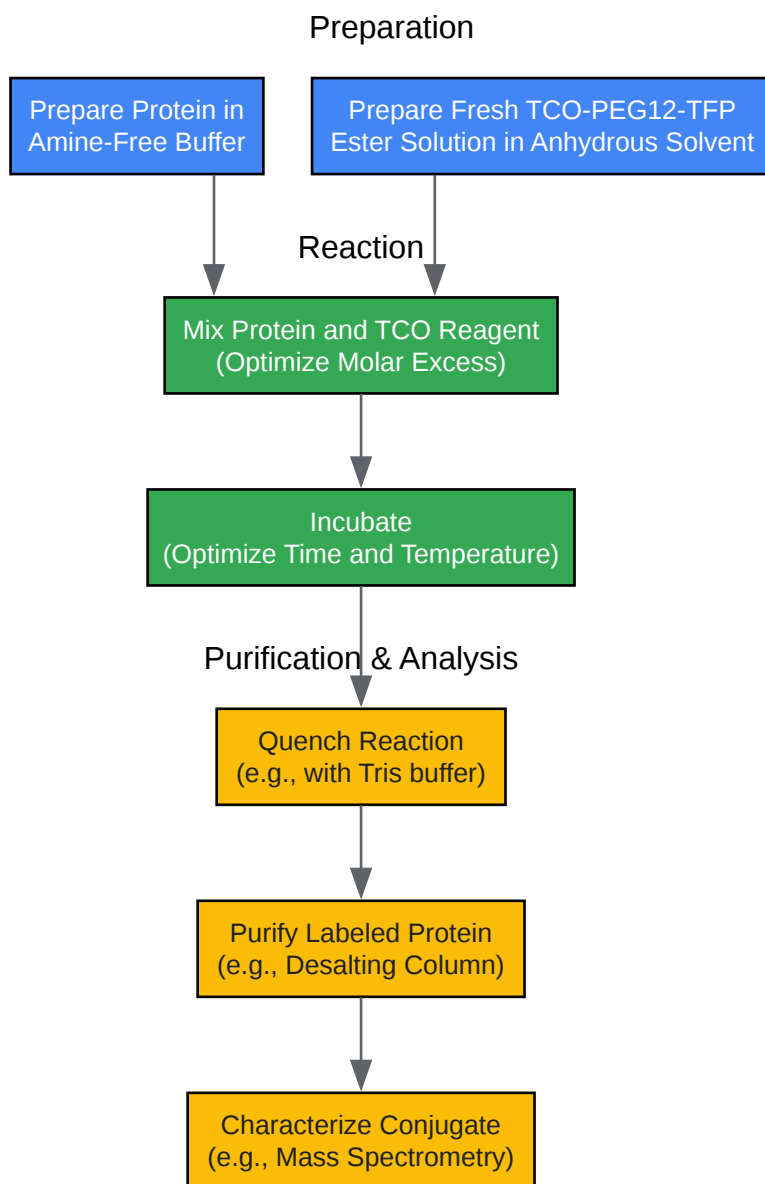 Preparation
Prepare Protein in
Amine-Free Buffer
Prepare Fresh TCO-PEG12-TFP
Ester Solution in Anhydrous Solvent
Reaction
Mix Protein and TCO Reagent
(Optimize Molar Excess)
Incubate
(Optimize Time and Temperature)
Purification & Analysis
Quench Reaction
(e.g., with Tris buffer)
Purify Labeled Protein
(e.g., Desalting Column)
Characterize Conjugate
(e.g., Mass Spectrometry)